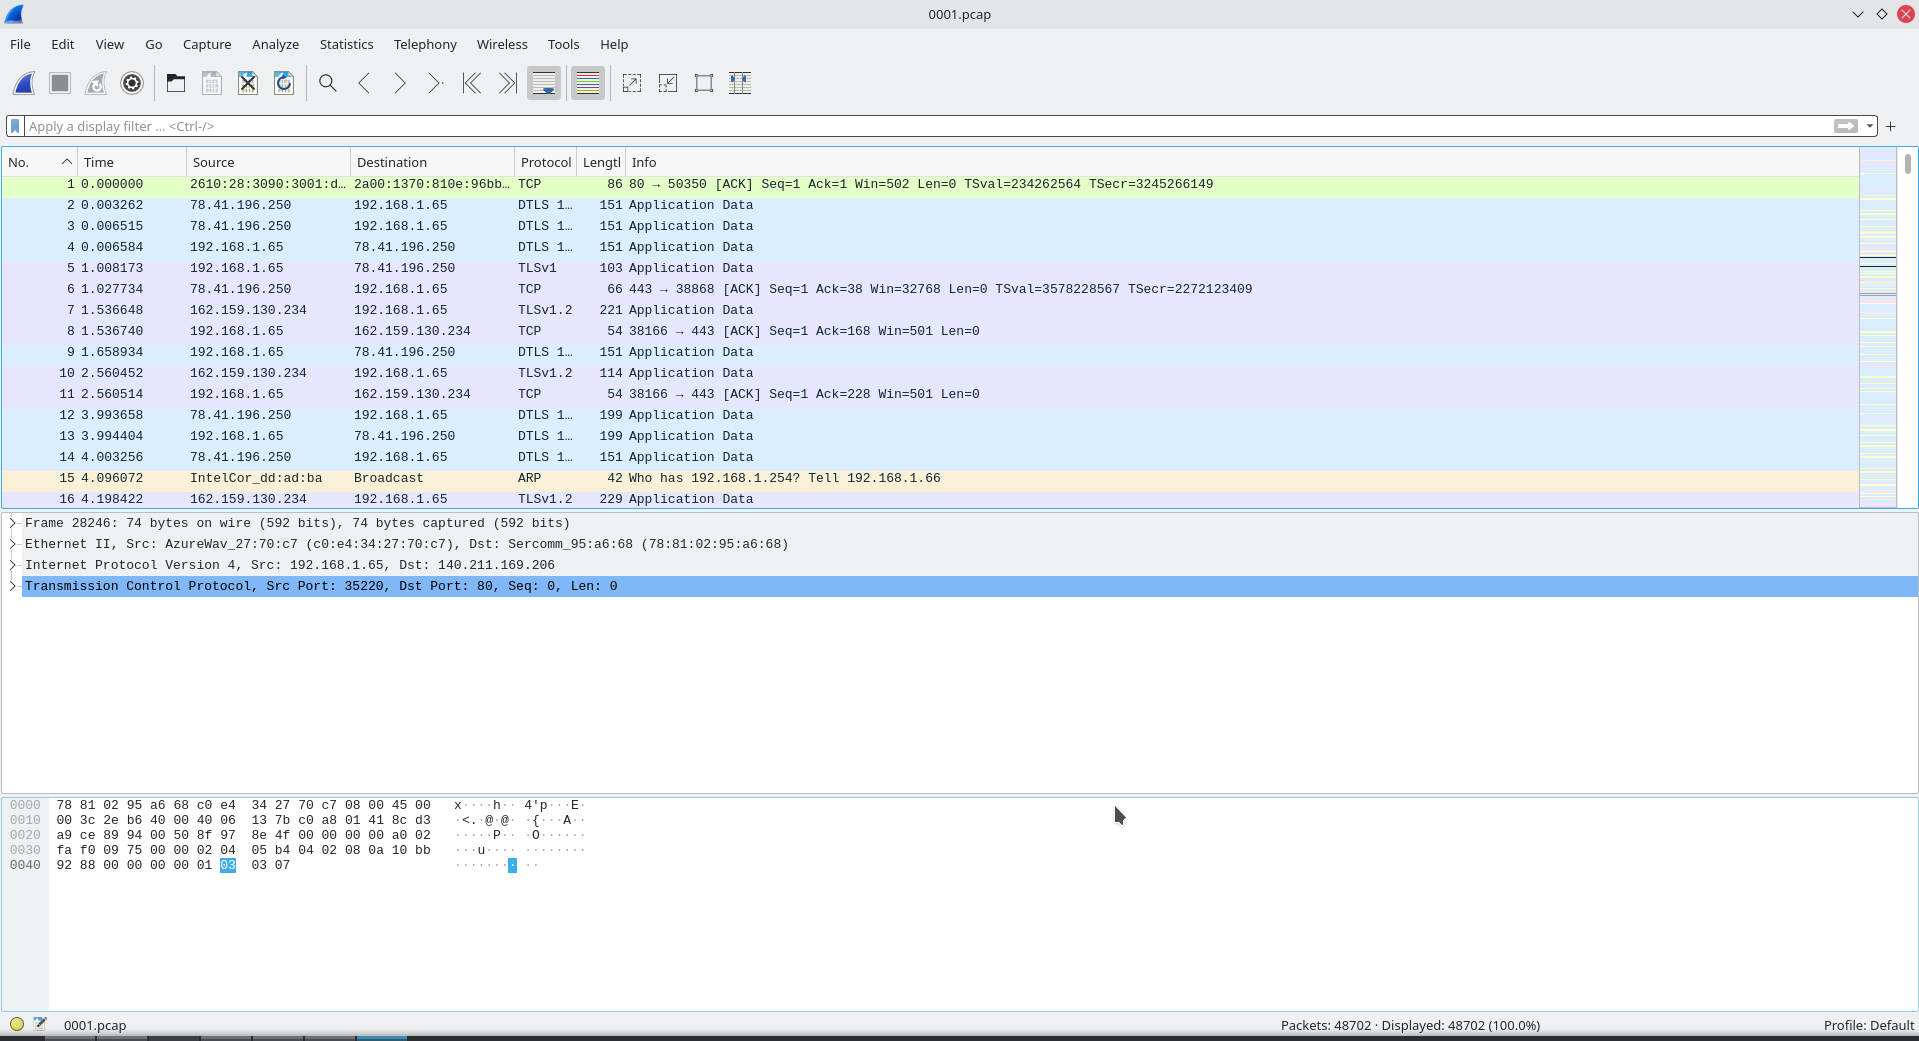 0001.pcap
File Edit View Go Capture Analyze Statistics Telephony Wireless Tools Help
Apply a display filter ... <Ctrl-/>
No. Time Source Destination Protocol Lengtl Info
1 0.000000 2610:28:3090:3001:d… 2a00:1370:810e:96bb… TCP 86 80 → 50350 [ACK] Seq=1 Ack=1 Win=502 Len=0 TSval=234262564 TSecr=3245266149
2 0.003262 78.41.196.250 192.168.1.65 DTLS 1… 151 Application Data
3 0.006515 78.41.196.250 192.168.1.65 DTLS 1… 151 Application Data
4 0.006584 192.168.1.65 78.41.196.250 DTLS 1… 151 Application Data
5 1.008173 192.168.1.65 78.41.196.250 TLSv1 103 Application Data
6 1.027734 78.41.196.250 192.168.1.65 TCP 66 443 → 38868 [ACK] Seq=1 Ack=38 Win=32768 Len=0 TSval=3578228567 TSecr=2272123409
7 1.536648 162.159.130.234 192.168.1.65 TLSv1.2 221 Application Data
8 1.536740 192.168.1.65 162.159.130.234 TCP 54 38166 → 443 [ACK] Seq=1 Ack=168 Win=501 Len=0
9 1.658934 192.168.1.65 78.41.196.250 DTLS 1… 151 Application Data
10 2.560452 162.159.130.234 192.168.1.65 TLSv1.2 114 Application Data
11 2.560514 192.168.1.65 162.159.130.234 TCP 54 38166 → 443 [ACK] Seq=1 Ack=228 Win=501 Len=0
12 3.993658 78.41.196.250 192.168.1.65 DTLS 1… 199 Application Data
13 3.994404 192.168.1.65 78.41.196.250 DTLS 1… 199 Application Data
14 4.003256 78.41.196.250 192.168.1.65 DTLS 1… 151 Application Data
15 4.096072 IntelCor_dd:ad:ba Broadcast ARP 42 Who has 192.168.1.254? Tell 192.168.1.66
16 4.198422 162.159.130.234 192.168.1.65 TLSv1.2 229 Application Data
Frame 28246: 74 bytes on wire (592 bits), 74 bytes captured (592 bits)
Ethernet II, Src: AzureWav_27:70:c7 (c0:e4:34:27:70:c7), Dst: Sercomm_95:a6:68 (78:81:02:95:a6:68)
Internet Protocol Version 4, Src: 192.168.1.65, Dst: 140.211.169.206
Transmission Control Protocol, Src Port: 35220, Dst Port: 80, Seq: 0, Len: 0
0000 78 81 02 95 a6 68 c0 e4 34 27 70 c7 08 00 45 00 x····h·· 4'p···E·
0010 00 3c 2e b6 40 00 40 06 13 7b c0 a8 01 41 8c d3 ·<.·@·@· ·{···A··
0020 a9 ce 89 94 00 50 8f 97 8e 4f 00 00 00 00 a0 02 ·····P·· ·O······
0030 fa f0 09 75 00 00 02 04 05 b4 04 02 08 0a 10 bb ···u···· ········
0040 92 88 00 00 00 00 01 03 03 07 ········ ··
0001.pcap Packets: 48702 · Displayed: 48702 (100.0%) Profile: Default